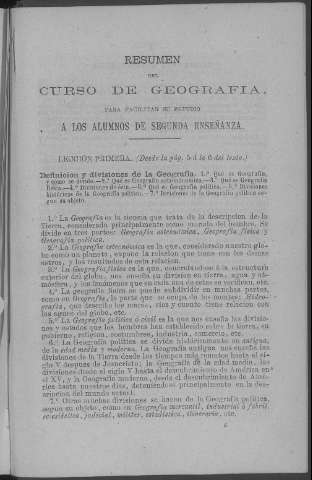 RESUMEN
DEL
CURSO DE GEOGRAFIA,
PARA FACILITAR SU ESTUDIO
A LOS ALUMNOS DE SEGUNDA ENSEÑANZA.
LECCION PRIMERA. (Desde la pág. 5 á la 6 del texto.)
Definicion y divisiones de la Geografía. 1.º Qué es Geografía,
y cómo se divide.—2.º Qué es Geografía astronómica.—3.º Qué es Geografía
física.—4.º —5.º Qué es Geografía política.—6.º Divisiones
históricas de la Geografía política.—7.º Divisiones de la Geografía política se-
gun su objeto.
1.º La Geografía es la ciencia que trata de la descripcion de la
Tierra, considerada principalmente como morada del hombre. Se
divide en tres partes: Geografía astronómica, Geografía física y
Geografía política.
2.º La Geografía astronómica es la que, considerando nuestro glo-
bo como un planeta, expone la relacion que tiene con los demas
astros, y los resultados de esta relacion.
3.º La Geografía física es la que, concretándose á la estructura
exterior del globo, nos enseña su division en tierra, agua y at-
mósfera, y los fenómenos que en cada una de estas se verifican, etc.
4.º La geografía física se puede subdividir en muchas partes,
como en Geografía, la parte que se ocupa de los montes; Hidro-
grafía, que describe los mares, rios y cuanto tiene relacion con
las aguas del globo, etc.
5.º La Geografía política ó civil es la que nos enseña las divisio-
nes y estados que los hombres han establecido sobre la tierra, su
gobierno, religion, costumbres, industria, comercio, etc.
6.º La Geografía política se divide históricamente en antigua,
de la edad media y moderna. La Geografía antigua nos enseña las
divisiones de la Tierra desde los tiempos más remotos hasta el si-
glo V despues de Jesucristo; la geografía de la edad media, las
divisiones desde el siglo V hasta el descubrimiento de América en
el XV, y la Geografía moderna, desde el descubrimiento de Amé-
rica hasta nuestros dias, deteniéndose principalmente en la des-
cripcion del mundo actual.
7.º Otras muchas divisiones se hacen de la Geografía política,
segun su objeto, como es Geografía mercantil, industrial ó fabril,
eclesiástica, judicial, militar, estadística, itineraria, etc.